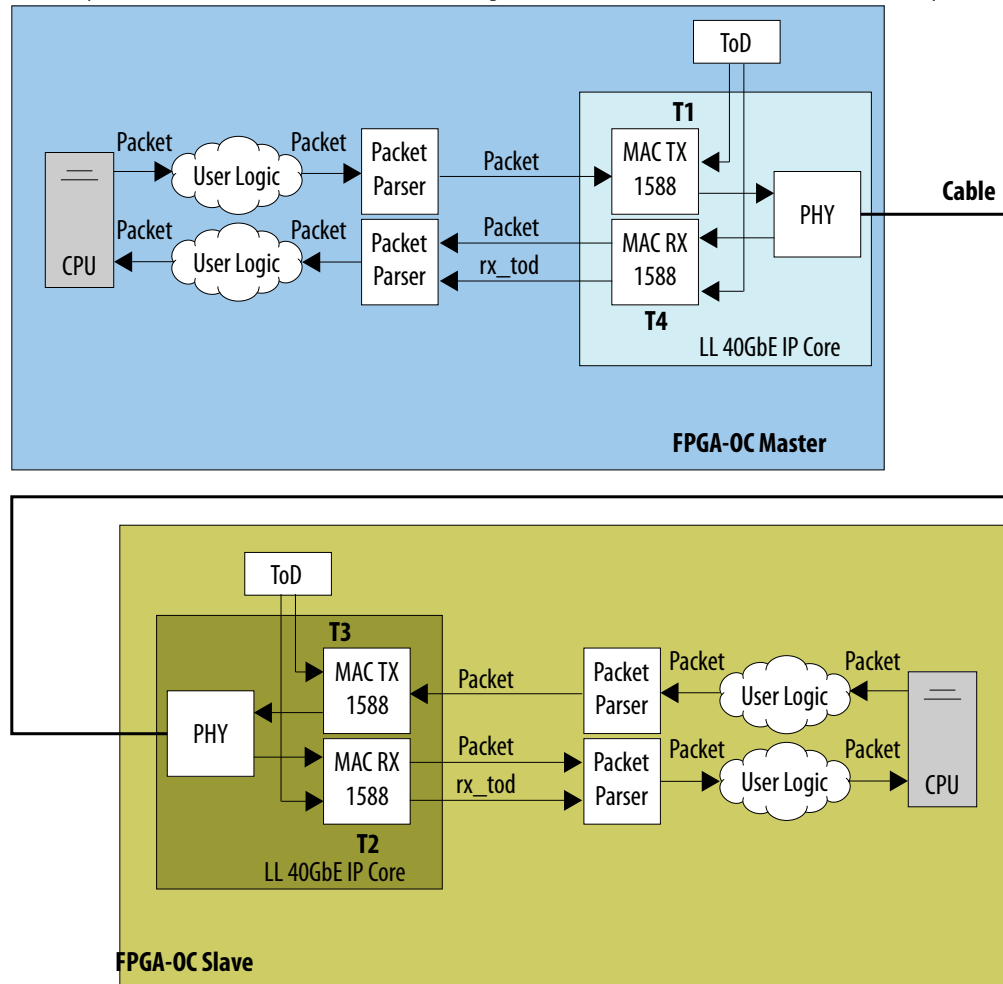 ToD
T1
Packet
Packet
Packet
Parser
Packet
MAC TX
1588
User Logic
PHY
Cable
Packet
Packet
Packet
Parser
Packet
MAC RX
1588
User Logic
rx_tod
CPU
T4
LL 40GbE IP Core
FPGA-OC Master
ToD
T3
MAC TX
1588
Packet
Packet
Parser
Packet
Packet
User Logic
PHY
MAC RX
1588
Packet
rx_tod
Packet
Parser
Packet
Packet
User Logic
CPU
T2
LL 40GbE IP Core
FPGA-OC Slave